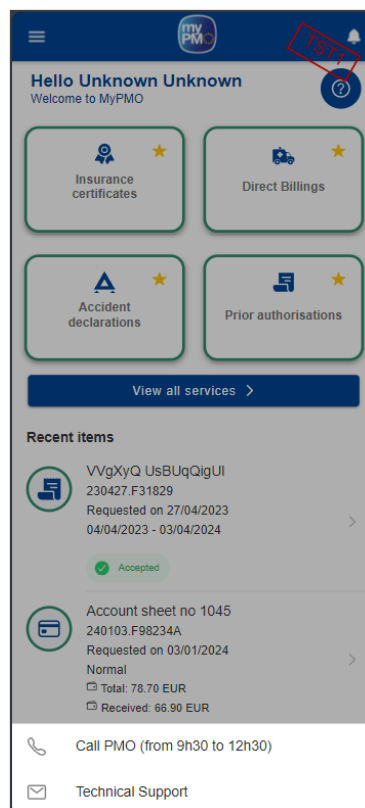 my
PMO
TST1
Hello Unknown Unknown
Welcome to MyPMO
?
Insurance
certificates
Direct Billings
Accident
declarations
Prior authorisations
View all services >
Recent items
VVgXyQ UsBUqQigUI
230427.F31829
Requested on 27/04/2023
04/04/2023 - 03/04/2024
Accepted
Account sheet no 1045
240103.F98234A
Requested on 03/01/2024
Normal
Total: 78.70 EUR
Received: 66.90 EUR
Call PMO (from 9h30 to 12h30)
Technical Support